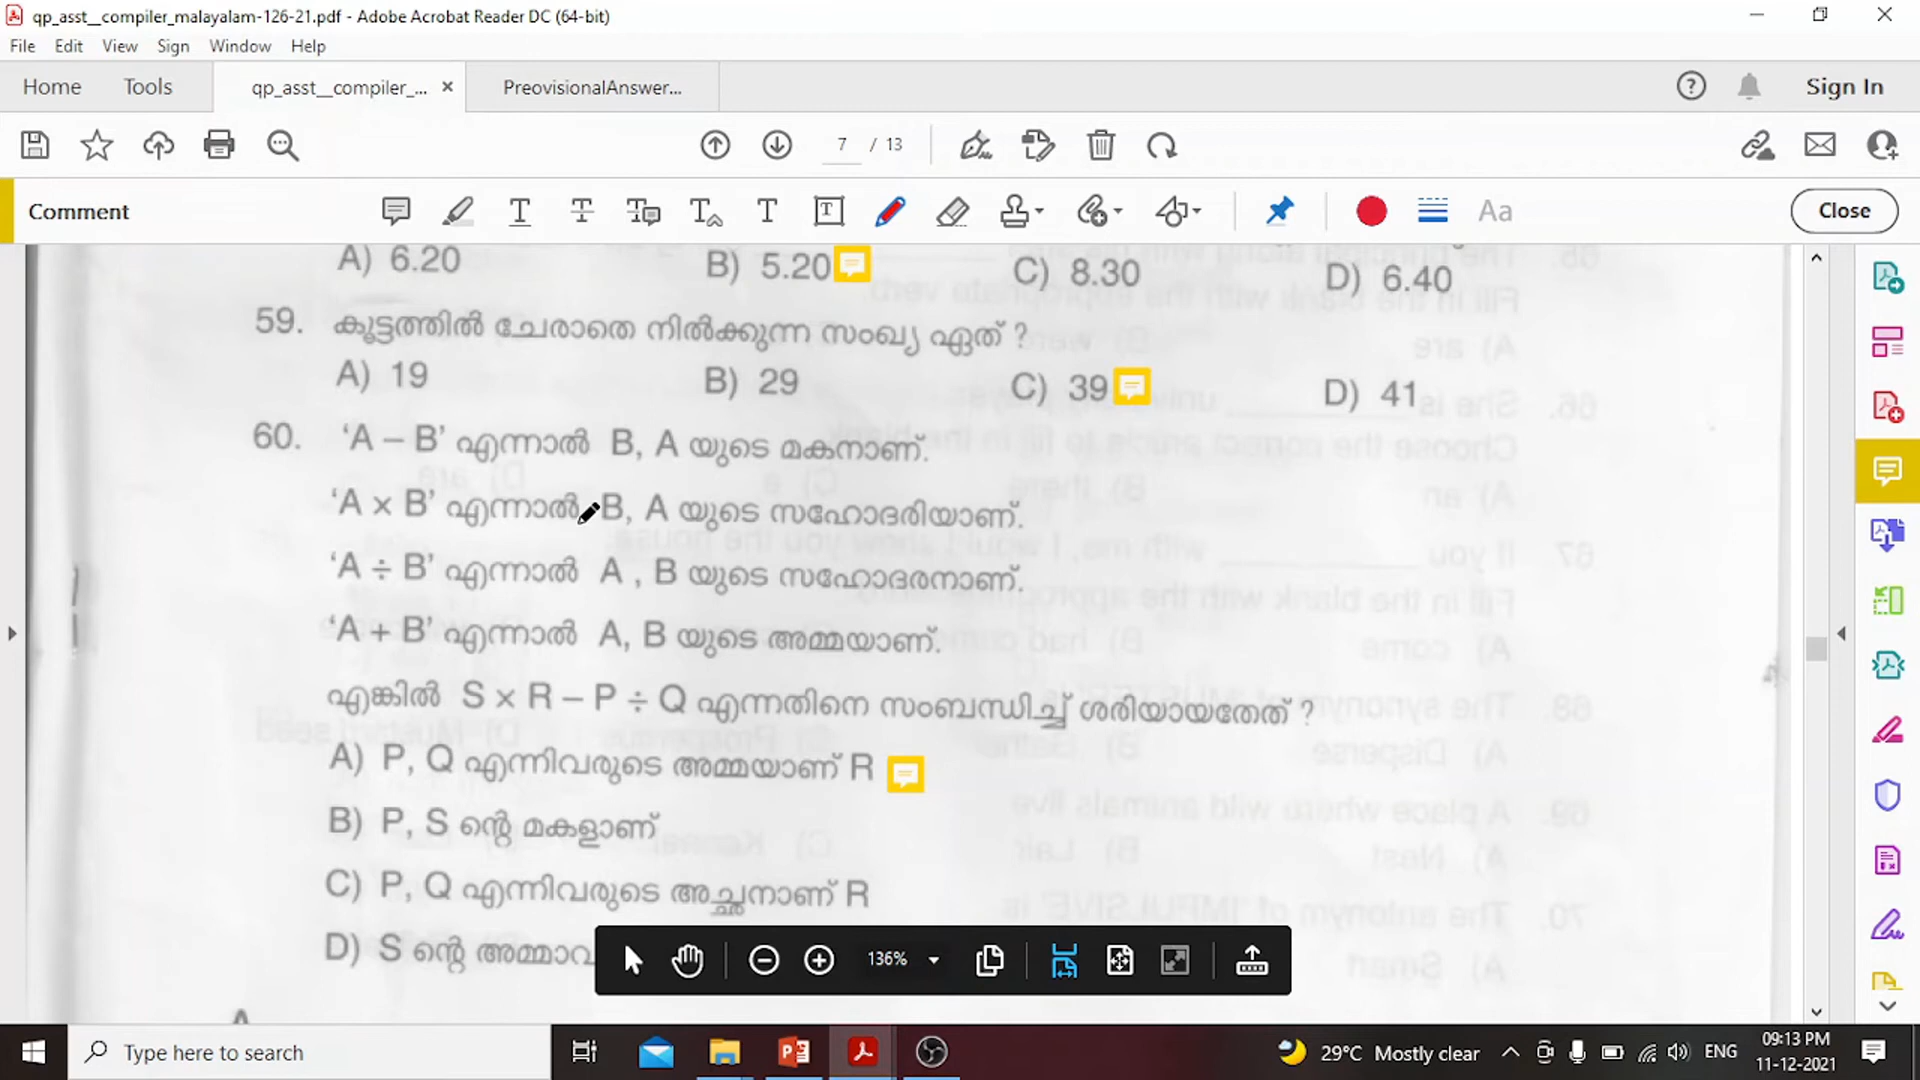 qp_asst__compiler_malayalam-126-21.pdf - Adobe Acrobat Reader DC (64-bit)
File Edit View Sign Window Help
Home Tools qp_asst__compiler_... × PreovisionalAnswer... Sign In
7 / 13
Comment Aa Close
A) 6.20 B) 5.20 C) 8.30 D) 6.40
59. കൂട്ടത്തിൽ ചേരാതെ നിൽക്കുന്ന സംഖ്യ ഏത് ?
A) 19 B) 29 C) 39 D) 41
60. ‘A – B’ എന്നാൽ B, A യുടെ മകനാണ്.
‘A × B’ എന്നാൽ B, A യുടെ സഹോദരിയാണ്.
‘A ÷ B’ എന്നാൽ A , B യുടെ സഹോദരനാണ്.
‘A + B’ എന്നാൽ A, B യുടെ അമ്മയാണ്.
എങ്കിൽ S × R – P ÷ Q എന്നതിനെ സംബന്ധിച്ച് ശരിയായതേത് ?
A) P, Q എന്നിവരുടെ അമ്മയാണ് R
B) P, S ന്റെ മകളാണ്
C) P, Q എന്നിവരുടെ അച്ഛനാണ് R
D) S ന്റെ
136%
Type here to search
29°C Mostly clear ENG 09:13 PM
11-12-2021